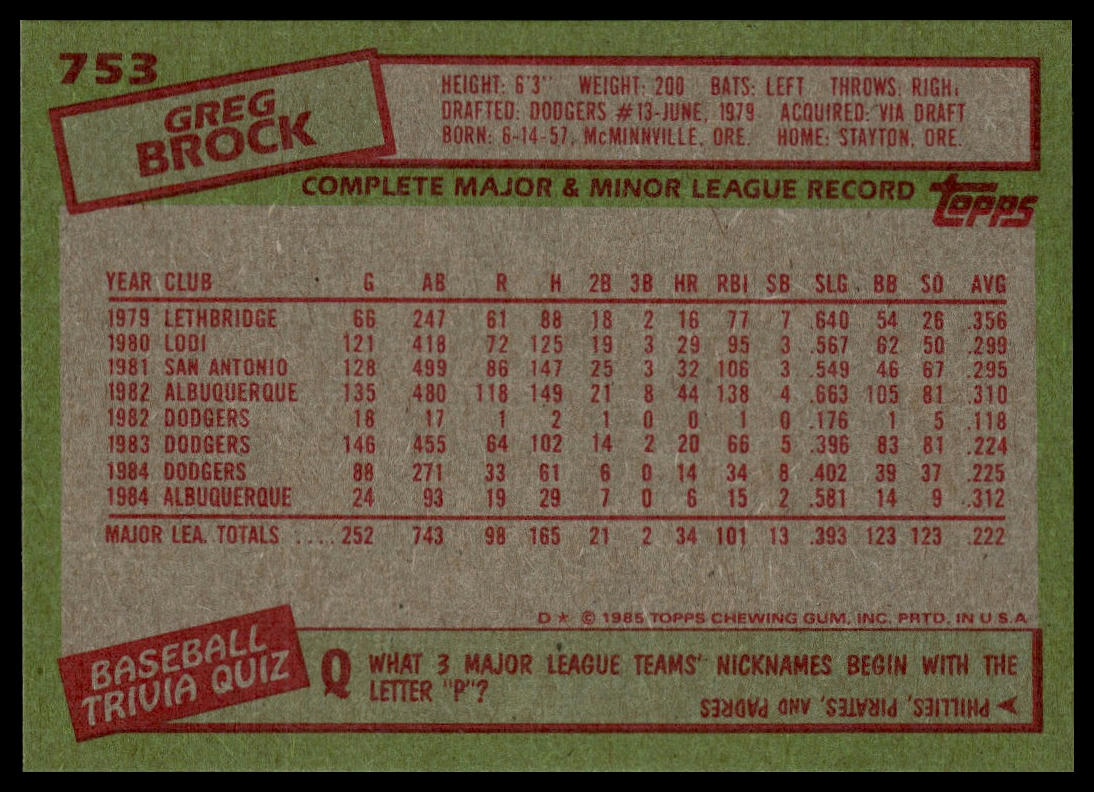 753
GREG
BROCK
HEIGHT: 6'3" WEIGHT: 200 BATS: LEFT THROWS: RIGH
DRAFTED: DODGERS #13-JUNE, 1979 ACQUIRED: VIA DRAFT
BORN: 6-14-57, McMINNVILLE, ORE. HOME: STAYTON, ORE.
COMPLETE MAJOR & MINOR LEAGUE RECORD topps
YEAR CLUB G AB R H 2B 3B HR RBI SB SLG. BB SO AVG
1979 LETHBRIDGE 66 247 61 88 18 2 16 77 7 .640 54 26 .356
1980 LODI 121 418 72 125 19 3 29 95 3 .567 62 50 .299
1981 SAN ANTONIO 128 499 86 147 25 3 32 106 3 .549 46 67 .295
1982 ALBUQUERQUE 135 480 118 149 21 8 44 138 4 .663 105 81 .310
1982 DODGERS 18 17 1 2 1 0 0 1 0 .176 1 5 .118
1983 DODGERS 146 455 64 102 14 2 20 66 5 .396 83 81 .224
1984 DODGERS 88 271 33 61 6 0 14 34 8 .402 39 37 .225
1984 ALBUQUERQUE 24 93 19 29 7 0 6 15 2 .581 14 9 .312
MAJOR LEA. TOTALS .... 252 743 98 165 21 2 34 101 13 .393 123 123 .222
D* © 1985 TOPPS CHEWING GUM, INC. PRTD. IN U.S.A
BASEBALL
TRIVIA QUIZ
Q WHAT 3 MAJOR LEAGUE TEAMS' NICKNAMES BEGIN WITH THE
LETTER "P"?
PHILLIES, PIRATES, AND PADRES